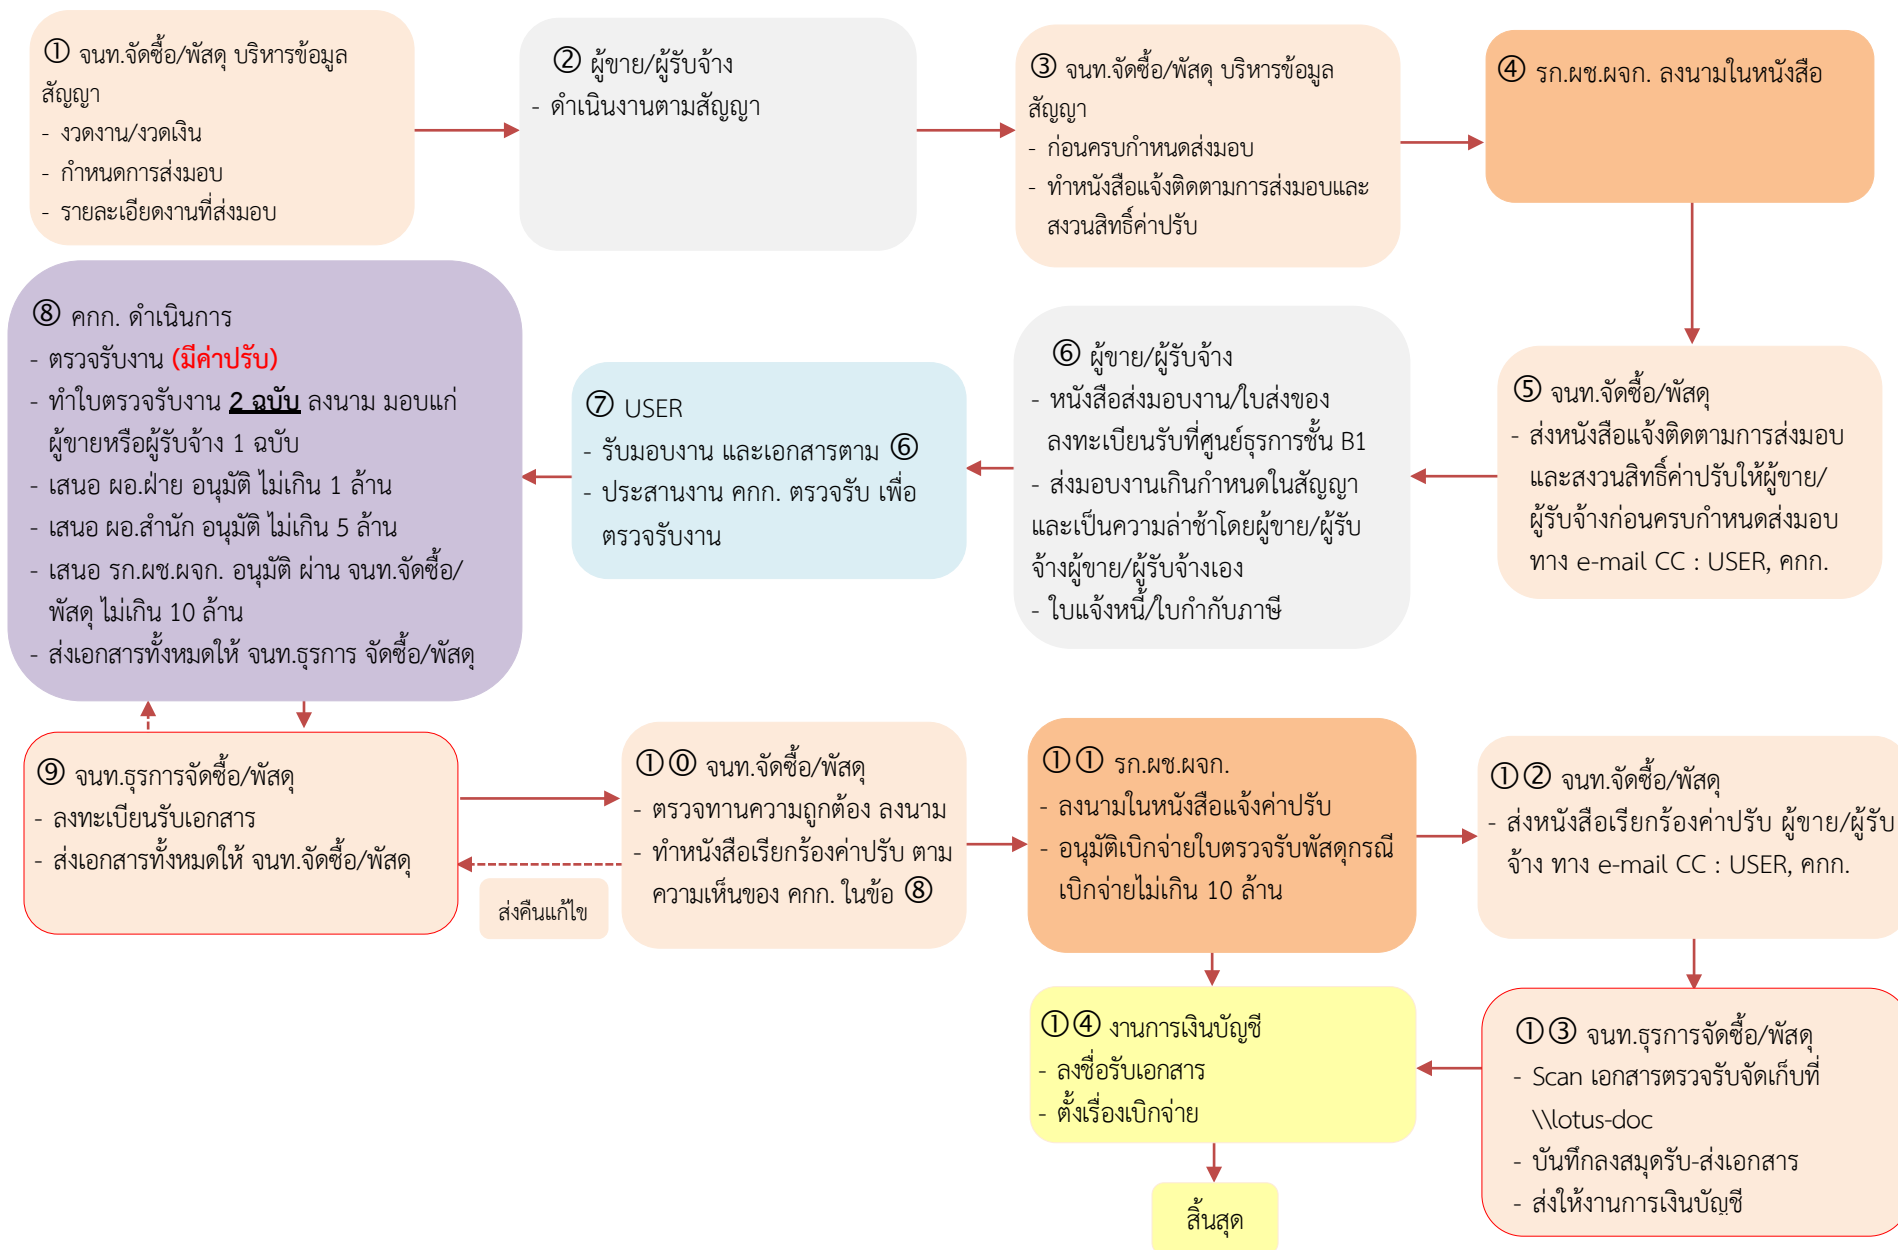 ① จนท.จัดซื้อ/พัสดุ บริหารข้อมูล
สัญญา
- งวดงาน/งวดเงิน
- กำหนดการส่งมอบ
- รายละเอียดงานที่ส่งมอบ
② ผู้ขาย/ผู้รับจ้าง
- ดำเนินงานตามสัญญา
③ จนท.จัดซื้อ/พัสดุ บริหารข้อมูล
สัญญา
- ก่อนครบกำหนดส่งมอบ
- ทำหนังสือแจ้งติดตามการส่งมอบและ
สงวนสิทธิ์ค่าปรับ
④ รก.ผช.ผจก. ลงนามในหนังสือ
⑤ จนท.จัดซื้อ/พัสดุ
- ส่งหนังสือแจ้งติดตามการส่งมอบ
และสงวนสิทธิ์ค่าปรับให้ผู้ขาย/
ผู้รับจ้างก่อนครบกำหนดส่งมอบ
ทาง e-mail CC : USER, คกก.
⑥ ผู้ขาย/ผู้รับจ้าง
- หนังสือส่งมอบงาน/ใบส่งของ
ลงทะเบียนรับที่ศูนย์ธุรการชั้น B1
- ส่งมอบงานเกินกำหนดในสัญญา
และเป็นความล่าช้าโดยผู้ขาย/ผู้รับ
จ้างผู้ขาย/ผู้รับจ้างเอง
- ใบแจ้งหนี้/ใบกำกับภาษี
⑦ USER
- รับมอบงาน และเอกสารตาม ⑥
- ประสานงาน คกก. ตรวจรับ เพื่อ
ตรวจรับงาน
⑧ คกก. ดำเนินการ
- ตรวจรับงาน (มีค่าปรับ)
- ทำใบตรวจรับงาน 2 ฉบับ ลงนาม มอบแก่
ผู้ขายหรือผู้รับจ้าง 1 ฉบับ
- เสนอ ผอ.ฝ่าย อนุมัติ ไม่เกิน 1 ล้าน
- เสนอ ผอ.สำนัก อนุมัติ ไม่เกิน 5 ล้าน
- เสนอ รก.ผช.ผจก. อนุมัติ ผ่าน จนท.จัดซื้อ/
พัสดุ ไม่เกิน 10 ล้าน
- ส่งเอกสารทั้งหมดให้ จนท.ธุรการ จัดซื้อ/พัสดุ
⑨ จนท.ธุรการจัดซื้อ/พัสดุ
- ลงทะเบียนรับเอกสาร
- ส่งเอกสารทั้งหมดให้ จนท.จัดซื้อ/พัสดุ
ส่งคืนแก้ไข
①⓪ จนท.จัดซื้อ/พัสดุ
- ตรวจทานความถูกต้อง ลงนาม
- ทำหนังสือเรียกร้องค่าปรับ ตาม
ความเห็นของ คกก. ในข้อ ⑧
①① รก.ผช.ผจก.
- ลงนามในหนังสือแจ้งค่าปรับ
- อนุมัติเบิกจ่ายใบตรวจรับพัสดุกรณี
เบิกจ่ายไม่เกิน 10 ล้าน
①② จนท.จัดซื้อ/พัสดุ
- ส่งหนังสือเรียกร้องค่าปรับ ผู้ขาย/ผู้รับ
จ้าง ทาง e-mail CC : USER, คกก.
①③ จนท.ธุรการจัดซื้อ/พัสดุ
- Scan เอกสารตรวจรับจัดเก็บที่
\\lotus-doc
- บันทึกลงสมุดรับ-ส่งเอกสาร
- ส่งให้งานการเงินบัญชี
①④ งานการเงินบัญชี
- ลงชื่อรับเอกสาร
- ตั้งเรื่องเบิกจ่าย
สิ้นสุด